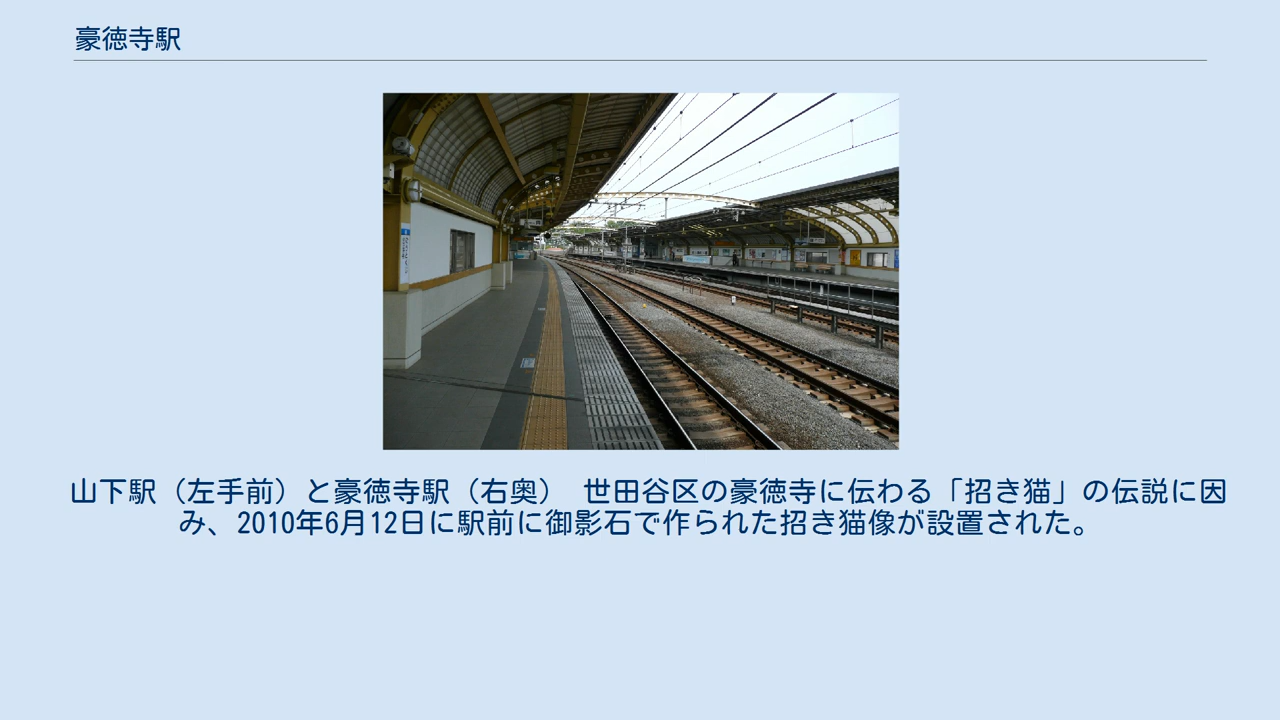 豪徳寺駅
山下駅（左手前）と豪徳寺駅（右奥） 世田谷区の豪徳寺に伝わる「招き猫」の伝説に因
み、2010年6月12日に駅前に御影石で作られた招き猫像が設置された。